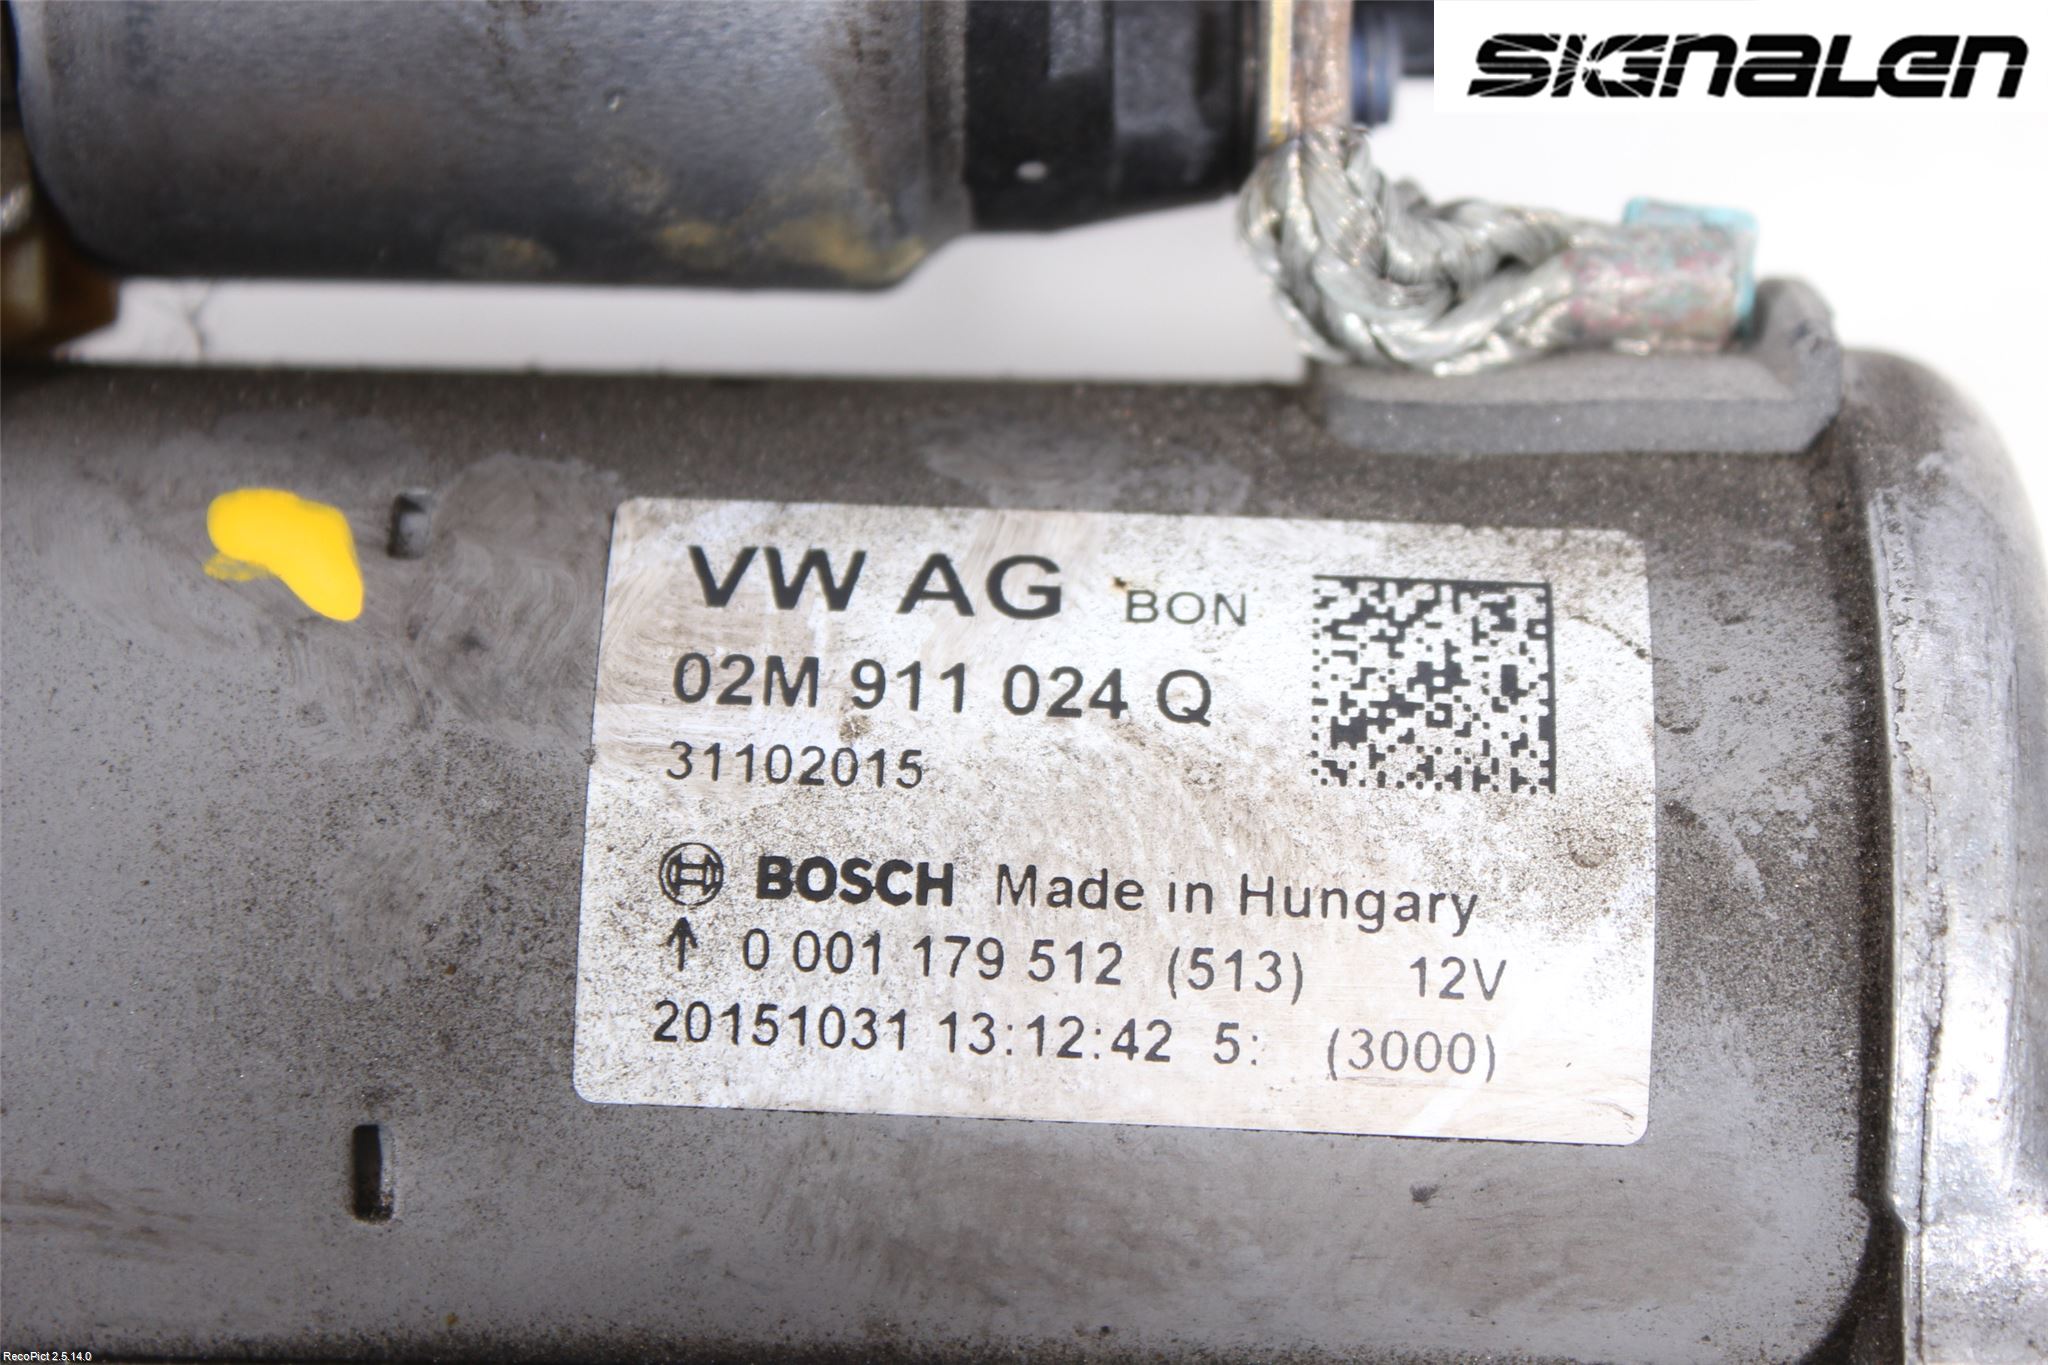 SIGNALEN
VW AG BON
02M 911 024 Q
31102015
BOSCH Made in Hungary
↑ 0 001 179 512 (513) 12V
20151031 13:12:42 5: (3000)
RecoPict 2.5.14.0